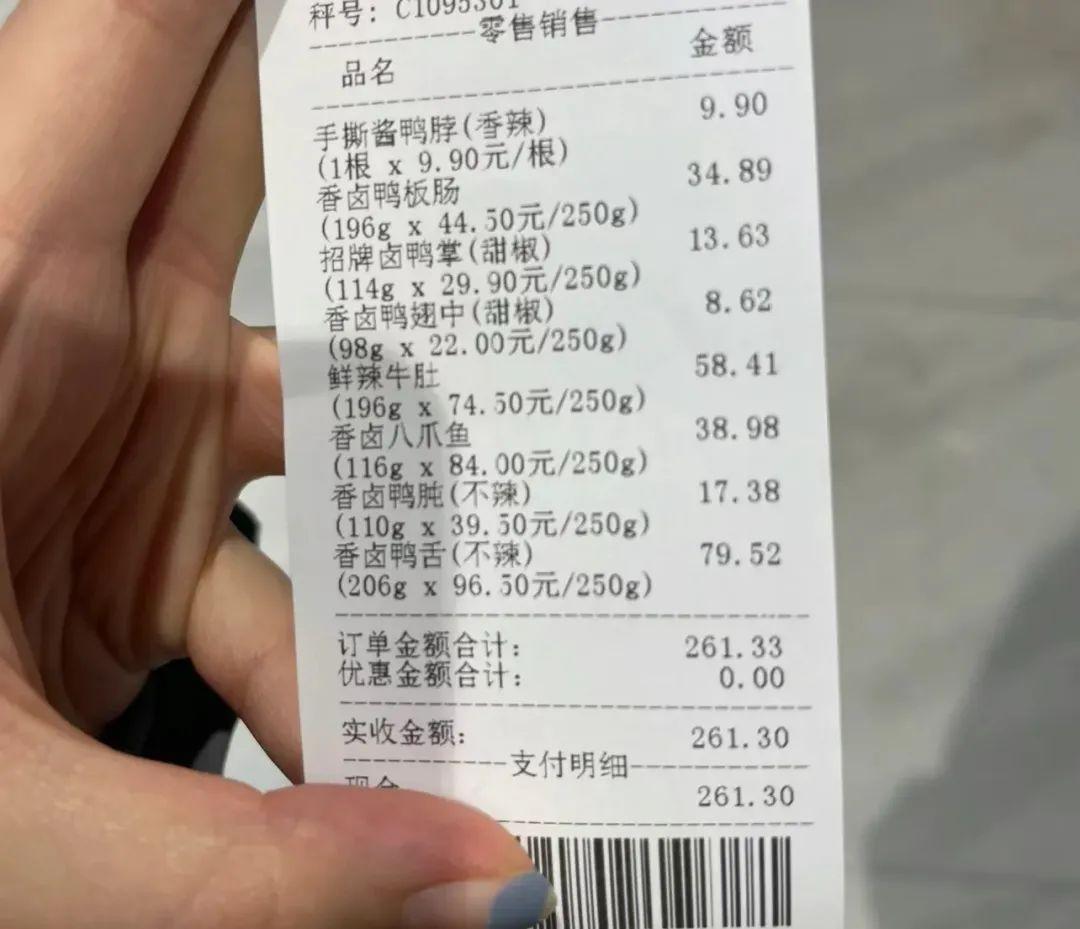 秤号: C1095301
零售销售
品名 金额
手撕酱鸭脖(香辣) 9.90
(1根 x 9.90元/根)
香卤鸭板肠 34.89
(196g x 44.50元/250g)
招牌卤鸭掌(甜椒) 13.63
(114g x 29.90元/250g)
香卤鸭翅中(甜椒) 8.62
(98g x 22.00元/250g)
鲜辣牛肚 58.41
(196g x 74.50元/250g)
香卤八爪鱼 38.98
(116g x 84.00元/250g)
香卤鸭肫(不辣) 17.38
(110g x 39.50元/250g)
香卤鸭舌(不辣) 79.52
(206g x 96.50元/250g)
订单金额合计: 261.33
优惠金额合计: 0.00
实收金额: 261.30
支付明细
现金 261.30